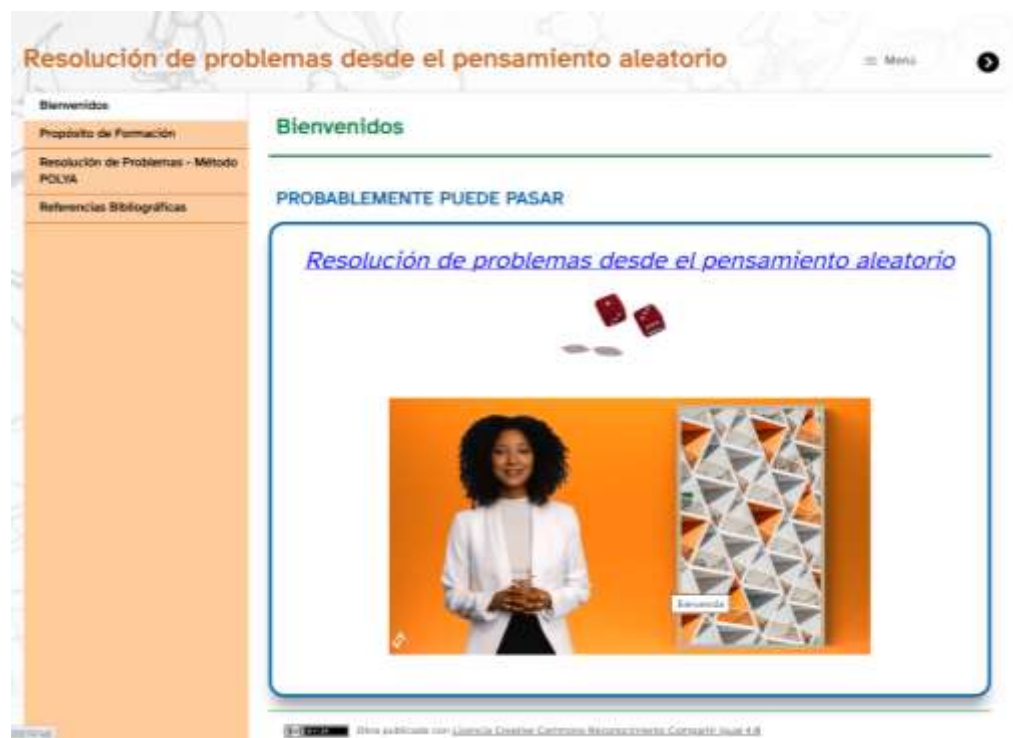 Resolución de problemas desde el pensamiento aleatorio
Menú
Bienvenidos
Propósito de Formación
Resolución de Problemas - Método
POLYA
Referencias Bibliográficas
Bienvenidos
PROBABLEMENTE PUEDE PASAR
Resolución de problemas desde el pensamiento aleatorio
Bienvenida
Obra publicada con Licencia Creative Commons Reconocimiento Compartir igual 4.0